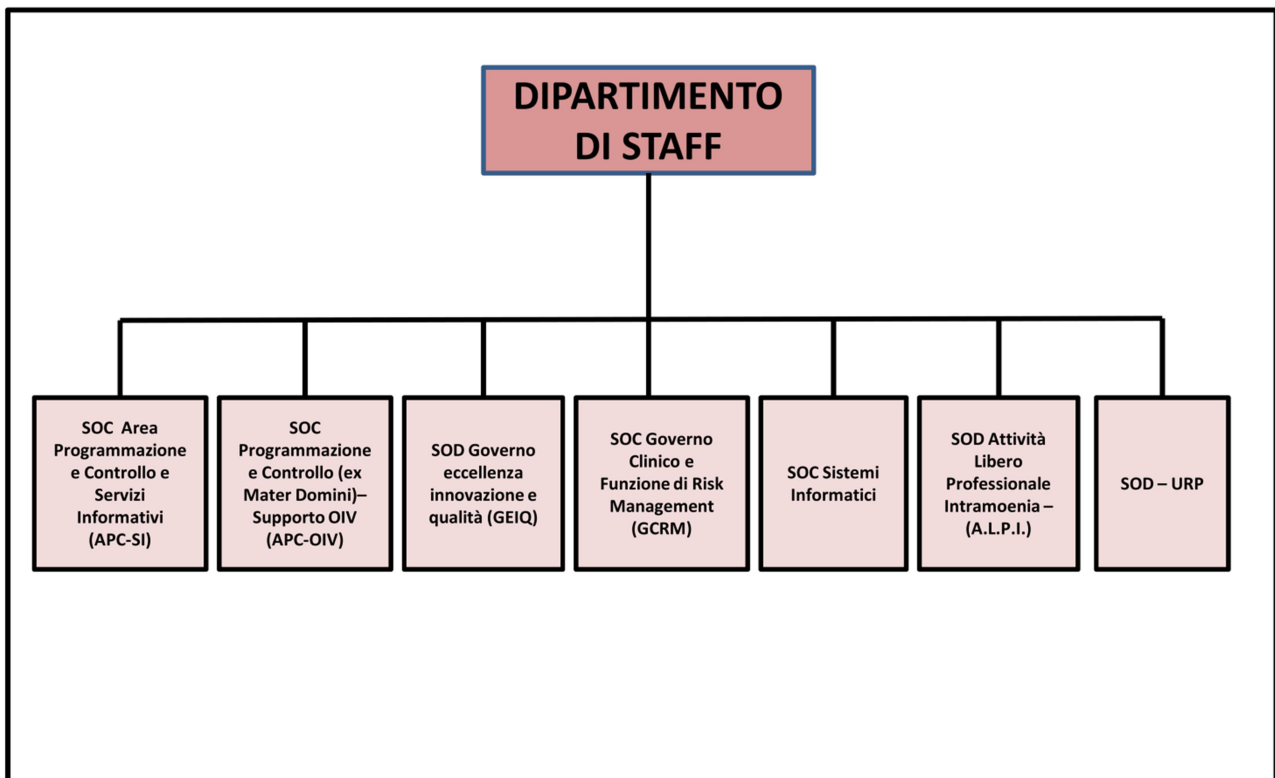 DIPARTIMENTO
DI STAFF
SOC Area
Programmazione
e Controllo e
Servizi
Informativi
(APC-SI)
SOC
Programmazione
e Controllo (ex
Mater Domini)–
Supporto OIV
(APC-OIV)
SOD Governo
eccellenza
innovazione e
qualità (GEIQ)
SOC Governo
Clinico e
Funzione di Risk
Management
(GCRM)
SOC Sistemi
Informatici
SOD Attività
Libero
Professionale
Intramoenia –
(A.L.P.I.)
SOD – URP